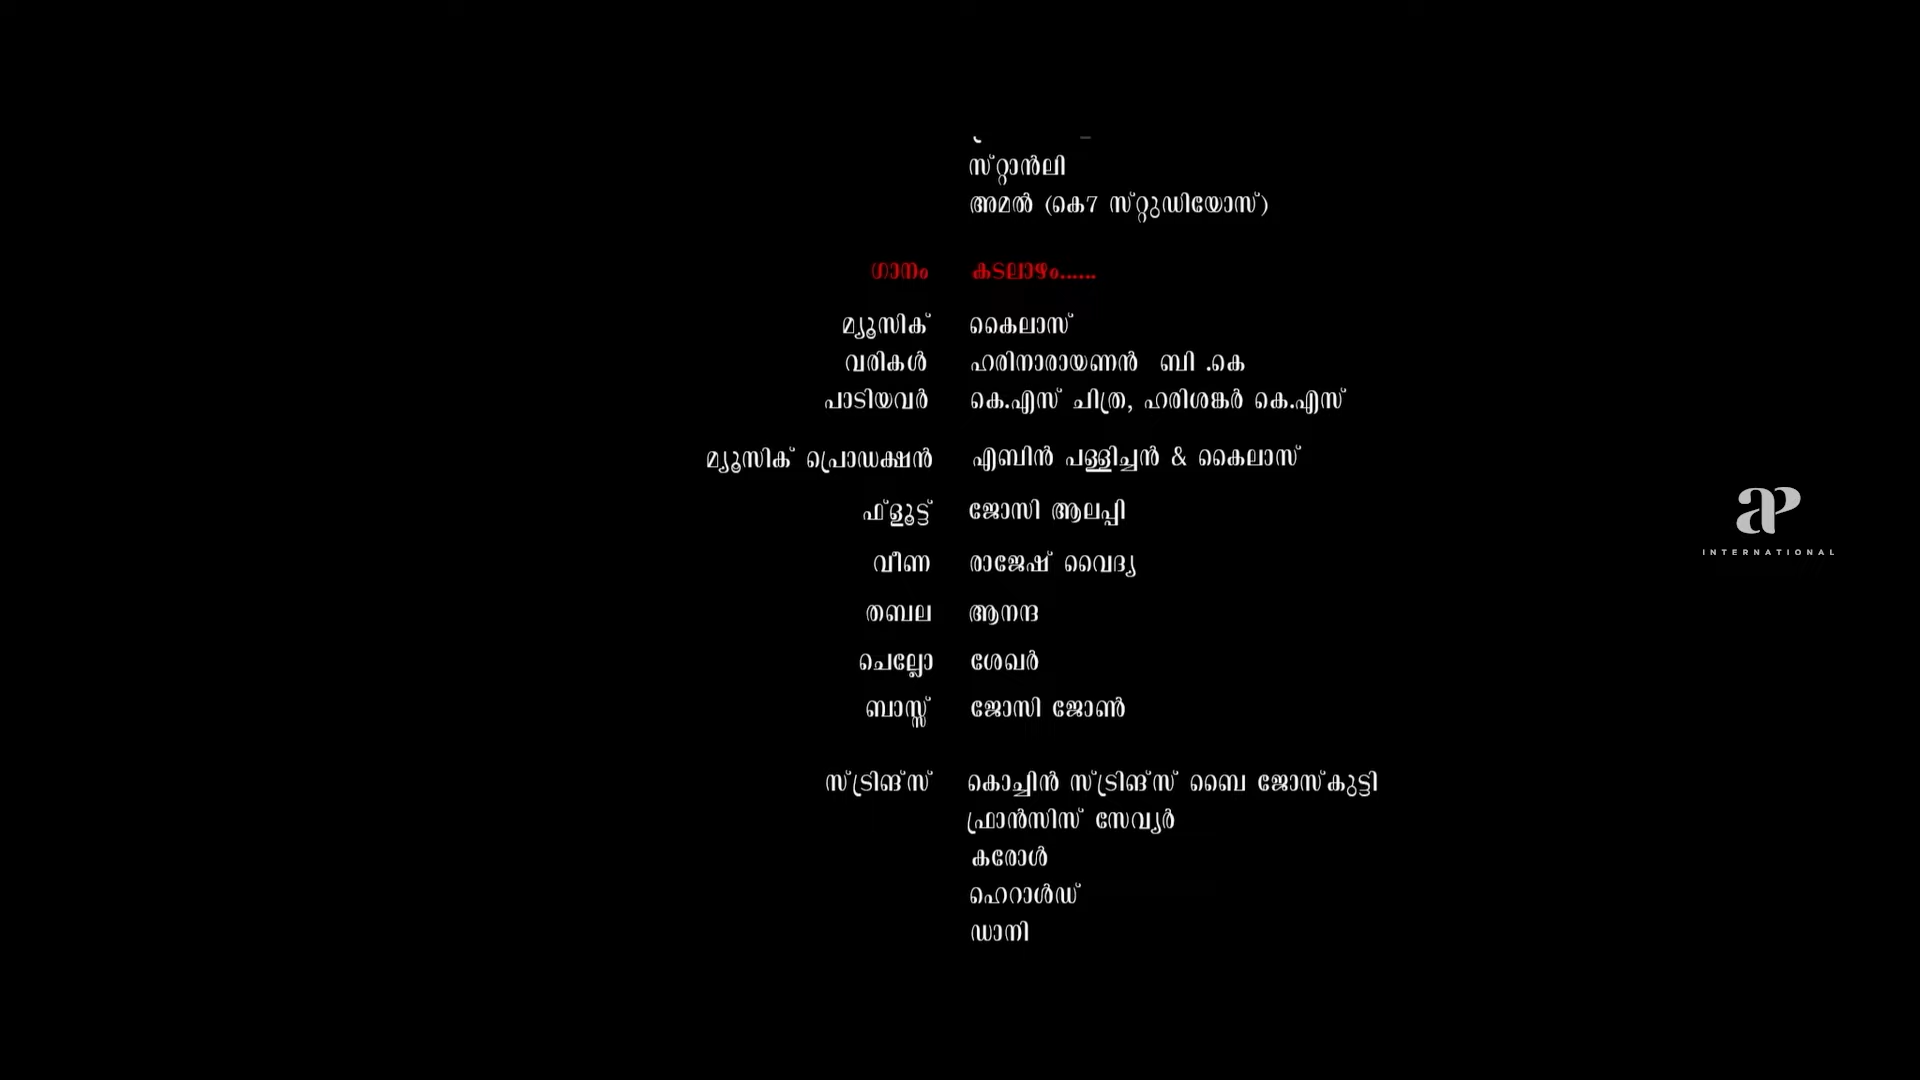 സ്റ്റാൻലി
അമൽ (കെ7 സ്റ്റുഡിയോസ്)
ഗാനം കടലാഴം......
മ്യൂസിക് കൈലാസ്
വരികൾ ഹരിനാരായണൻ ബി .കെ
പാടിയവർ കെ.എസ് ചിത്ര, ഹരിശങ്കർ കെ.എസ്
മ്യൂസിക് പ്രൊഡക്ഷൻ എബിൻ പള്ളിച്ചൻ & കൈലാസ്
ഫ്ളൂട്ട് ജോസി ആലപ്പി
വീണ രാജേഷ് വൈദ്യ
തബല ആനന്ദ
ചെല്ലോ ശേഖർ
ബാസ്സ് ജോസി ജോൺ
സ്ട്രിങ്സ് കൊച്ചിൻ സ്ട്രിങ്സ് ബൈ ജോസ്കുട്ടി
ഫ്രാൻസിസ് സേവ്യർ
കരോൾ
ഹെറാൾഡ്
ഡാനി
ap
INTERNATIONAL